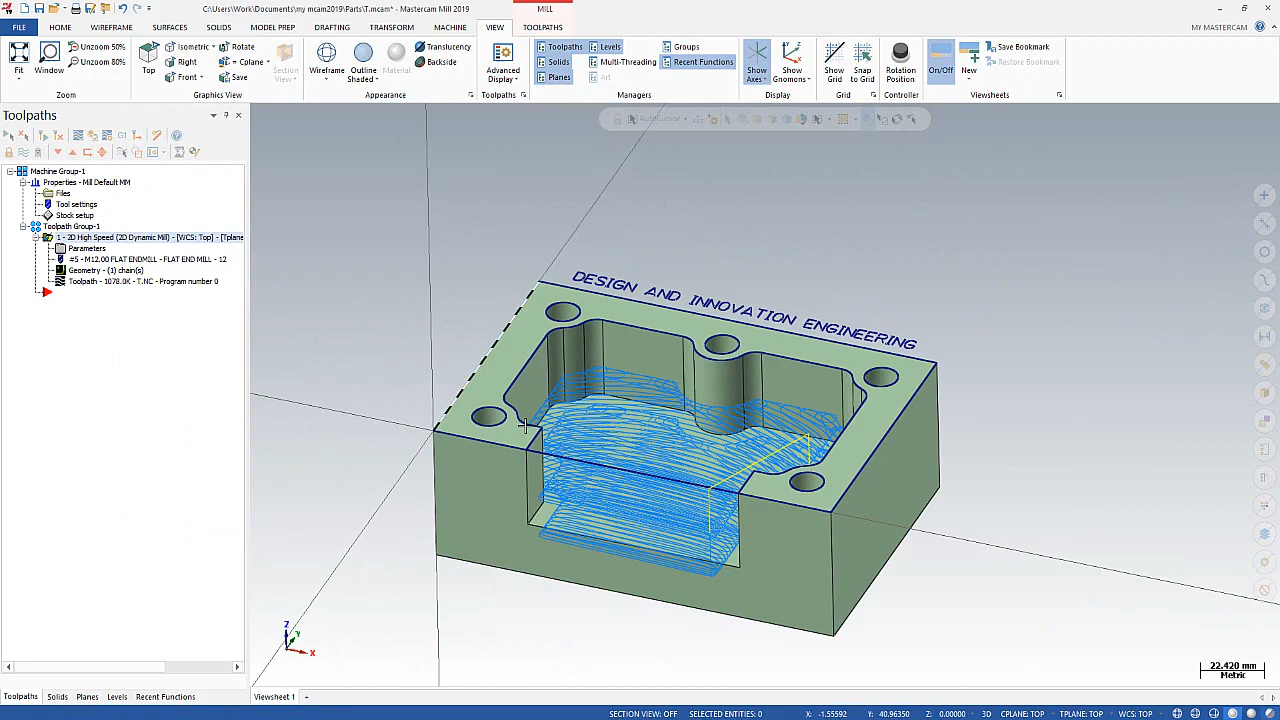 C:\Users\Work\Documents\my mcam2019\Parts\T.mcam* - Mastercam Mill 2019
MILL
FILE HOME WIREFRAME SURFACES SOLIDS MODEL PREP DRAFTING TRANSFORM MACHINE VIEW TOOLPATHS MY MASTERCAM
Fit
Window
Unzoom 50%
Unzoom 80%
Zoom
Top
Isometric
Right
Front
Rotate
Cplane
Save
Section View
Graphics View
Wireframe
Outline Shaded
Material
Translucency
Backside
Appearance
Advanced Display
Toolpaths
Toolpaths
Solids
Planes
Levels
Multi-Threading
Art
Groups
Recent Functions
Managers
Show Axes
Show Gnomons
Display
Show Grid
Snap to Grid
Grid
Rotation Position
Controller
On/Off
New
Save Bookmark
Restore Bookmark
Viewsheets
Toolpaths
AutoCursor
G1
Machine Group-1
Properties - Mill Default MM
Files
Tool settings
Stock setup
Toolpath Group-1
1 - 2D High Speed (2D Dynamic Mill) - [WCS: Top] - [Tplane
Parameters
#5 - M12.00 FLAT ENDMILL - FLAT END MILL - 12
Geometry - (1) chain(s)
Toolpath - 1078.0K - T.NC - Program number 0
DESIGN AND INNOVATION ENGINEERING
Z
Y
X
22.420 mm
Metric
Toolpaths Solids Planes Levels Recent Functions
Viewsheet 1 +
SECTION VIEW: OFF SELECTED ENTITIES: 0 X: -1.55592 Y: 40.96350 Z: 0.00000 3D CPLANE: TOP TPLANE: TOP WCS: TOP